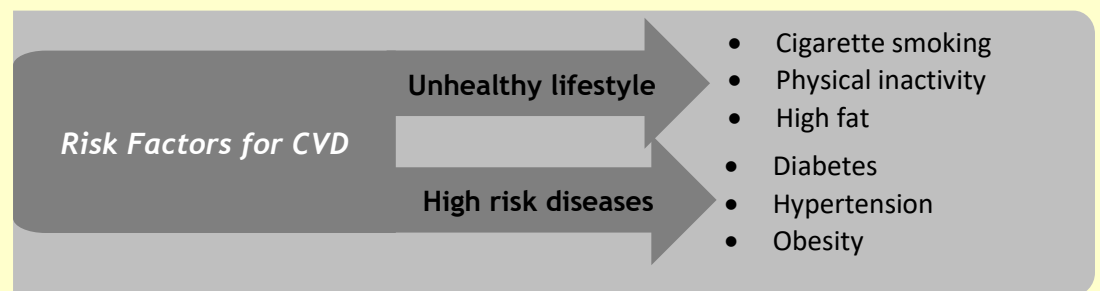 Risk Factors for CVD
Unhealthy lifestyle
• Cigarette smoking
• Physical inactivity
• High fat
High risk diseases
• Diabetes
• Hypertension
• Obesity